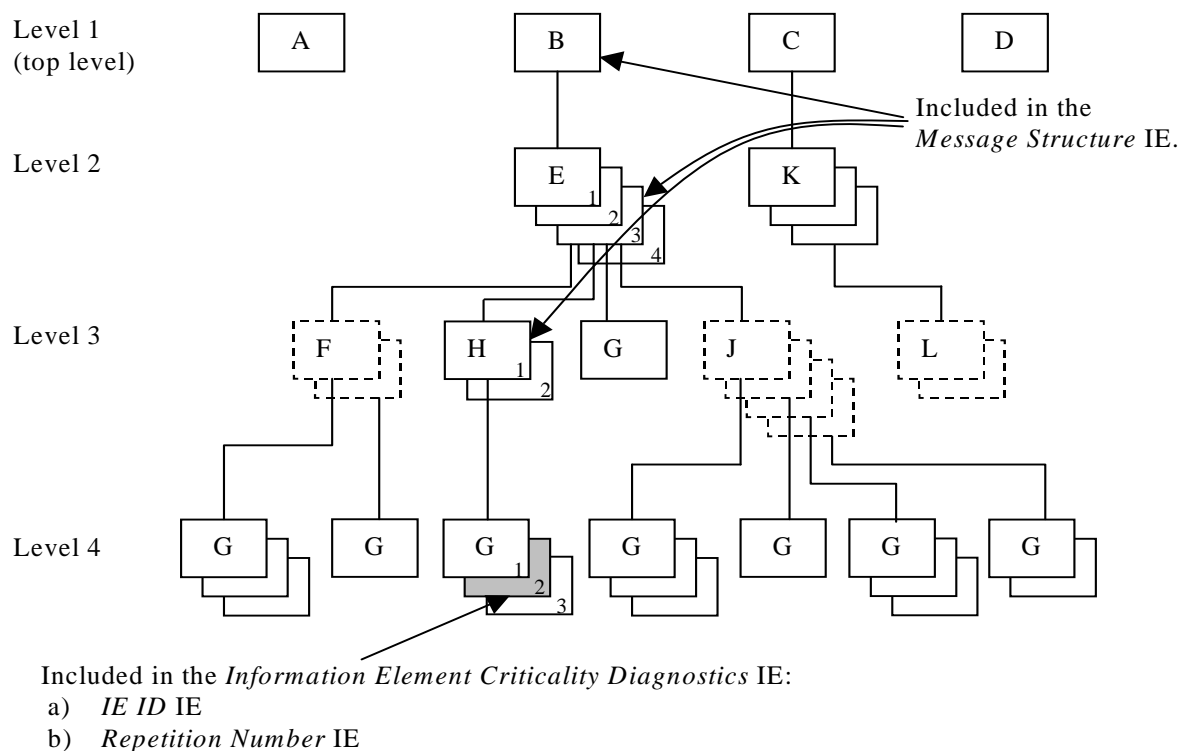 Level 1
(top level)
A
B
C
D
Included in the
Message Structure IE.
Level 2
E
1
2
3
4
K
Level 3
F
H
1
2
G
J
L
Level 4
G
G
G
1
2
3
G
G
G
G
Included in the Information Element Criticality Diagnostics IE:
a) IE ID IE
b) Repetition Number IE